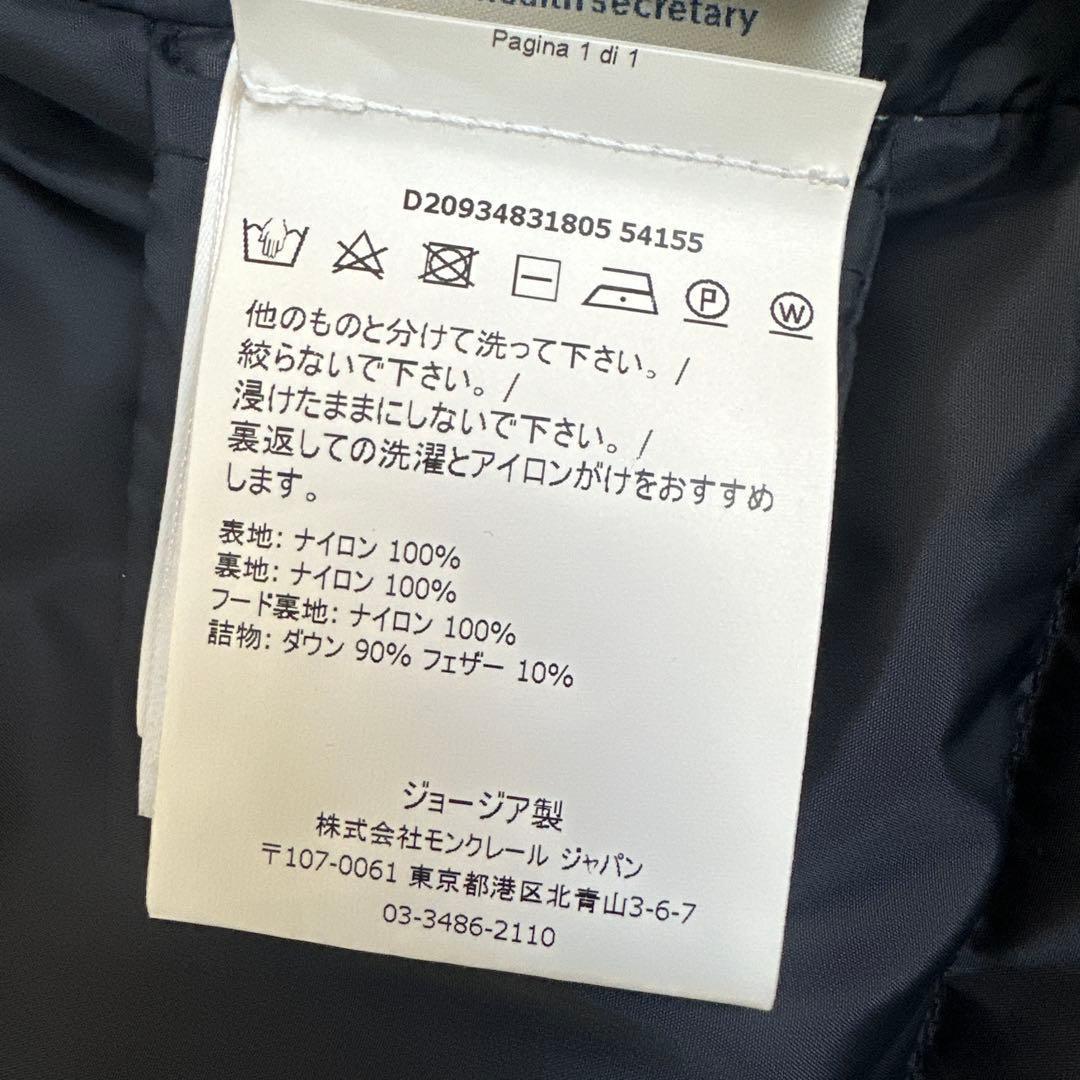 secretary
Pagina 1 di 1
D20934831805 54155
P W
他のものと分けて洗って下さい。/
絞らないで下さい。/
浸けたままにしないで下さい。/
裏返しての洗濯とアイロンがけをおすすめ
します。
表地: ナイロン 100%
裏地: ナイロン 100%
フード裏地: ナイロン 100%
詰物: ダウン 90% フェザー 10%
ジョージア製
株式会社モンクレール ジャパン
〒107-0061 東京都港区北青山3-6-7
03-3486-2110